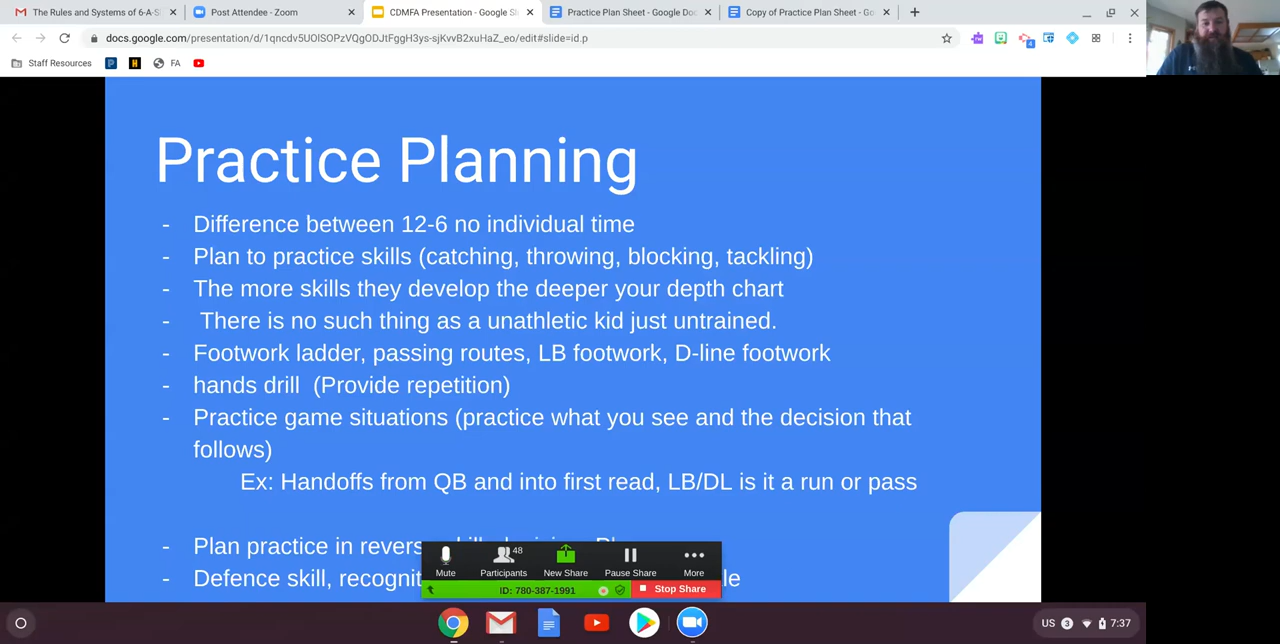 The Rules and Systems of 6-A-Si
Post Attendee - Zoom
CDMFA Presentation - Google S
Practice Plan Sheet - Google Do
Copy of Practice Plan Sheet - Go
docs.google.com/presentation/d/1qncdv5UOlSOPzVQgODJtFggH3ys-sjKvvB2xuHaZ_eo/edit#slide=id.p
4
Staff Resources
P
H
FA
Practice Planning
- Difference between 12-6 no individual time
- Plan to practice skills (catching, throwing, blocking, tackling)
- The more skills they develop the deeper your depth chart
- There is no such thing as a unathletic kid just untrained.
- Footwork ladder, passing routes, LB footwork, D-line footwork
- hands drill (Provide repetition)
- Practice game situations (practice what you see and the decision that
follows)
Ex: Handoffs from QB and into first read, LB/DL is it a run or pass
- Plan practice in revers
- Defence skill, recognit
48
Mute Participants New Share Pause Share More
ID: 780-387-1991 Stop Share
US 3 7:37